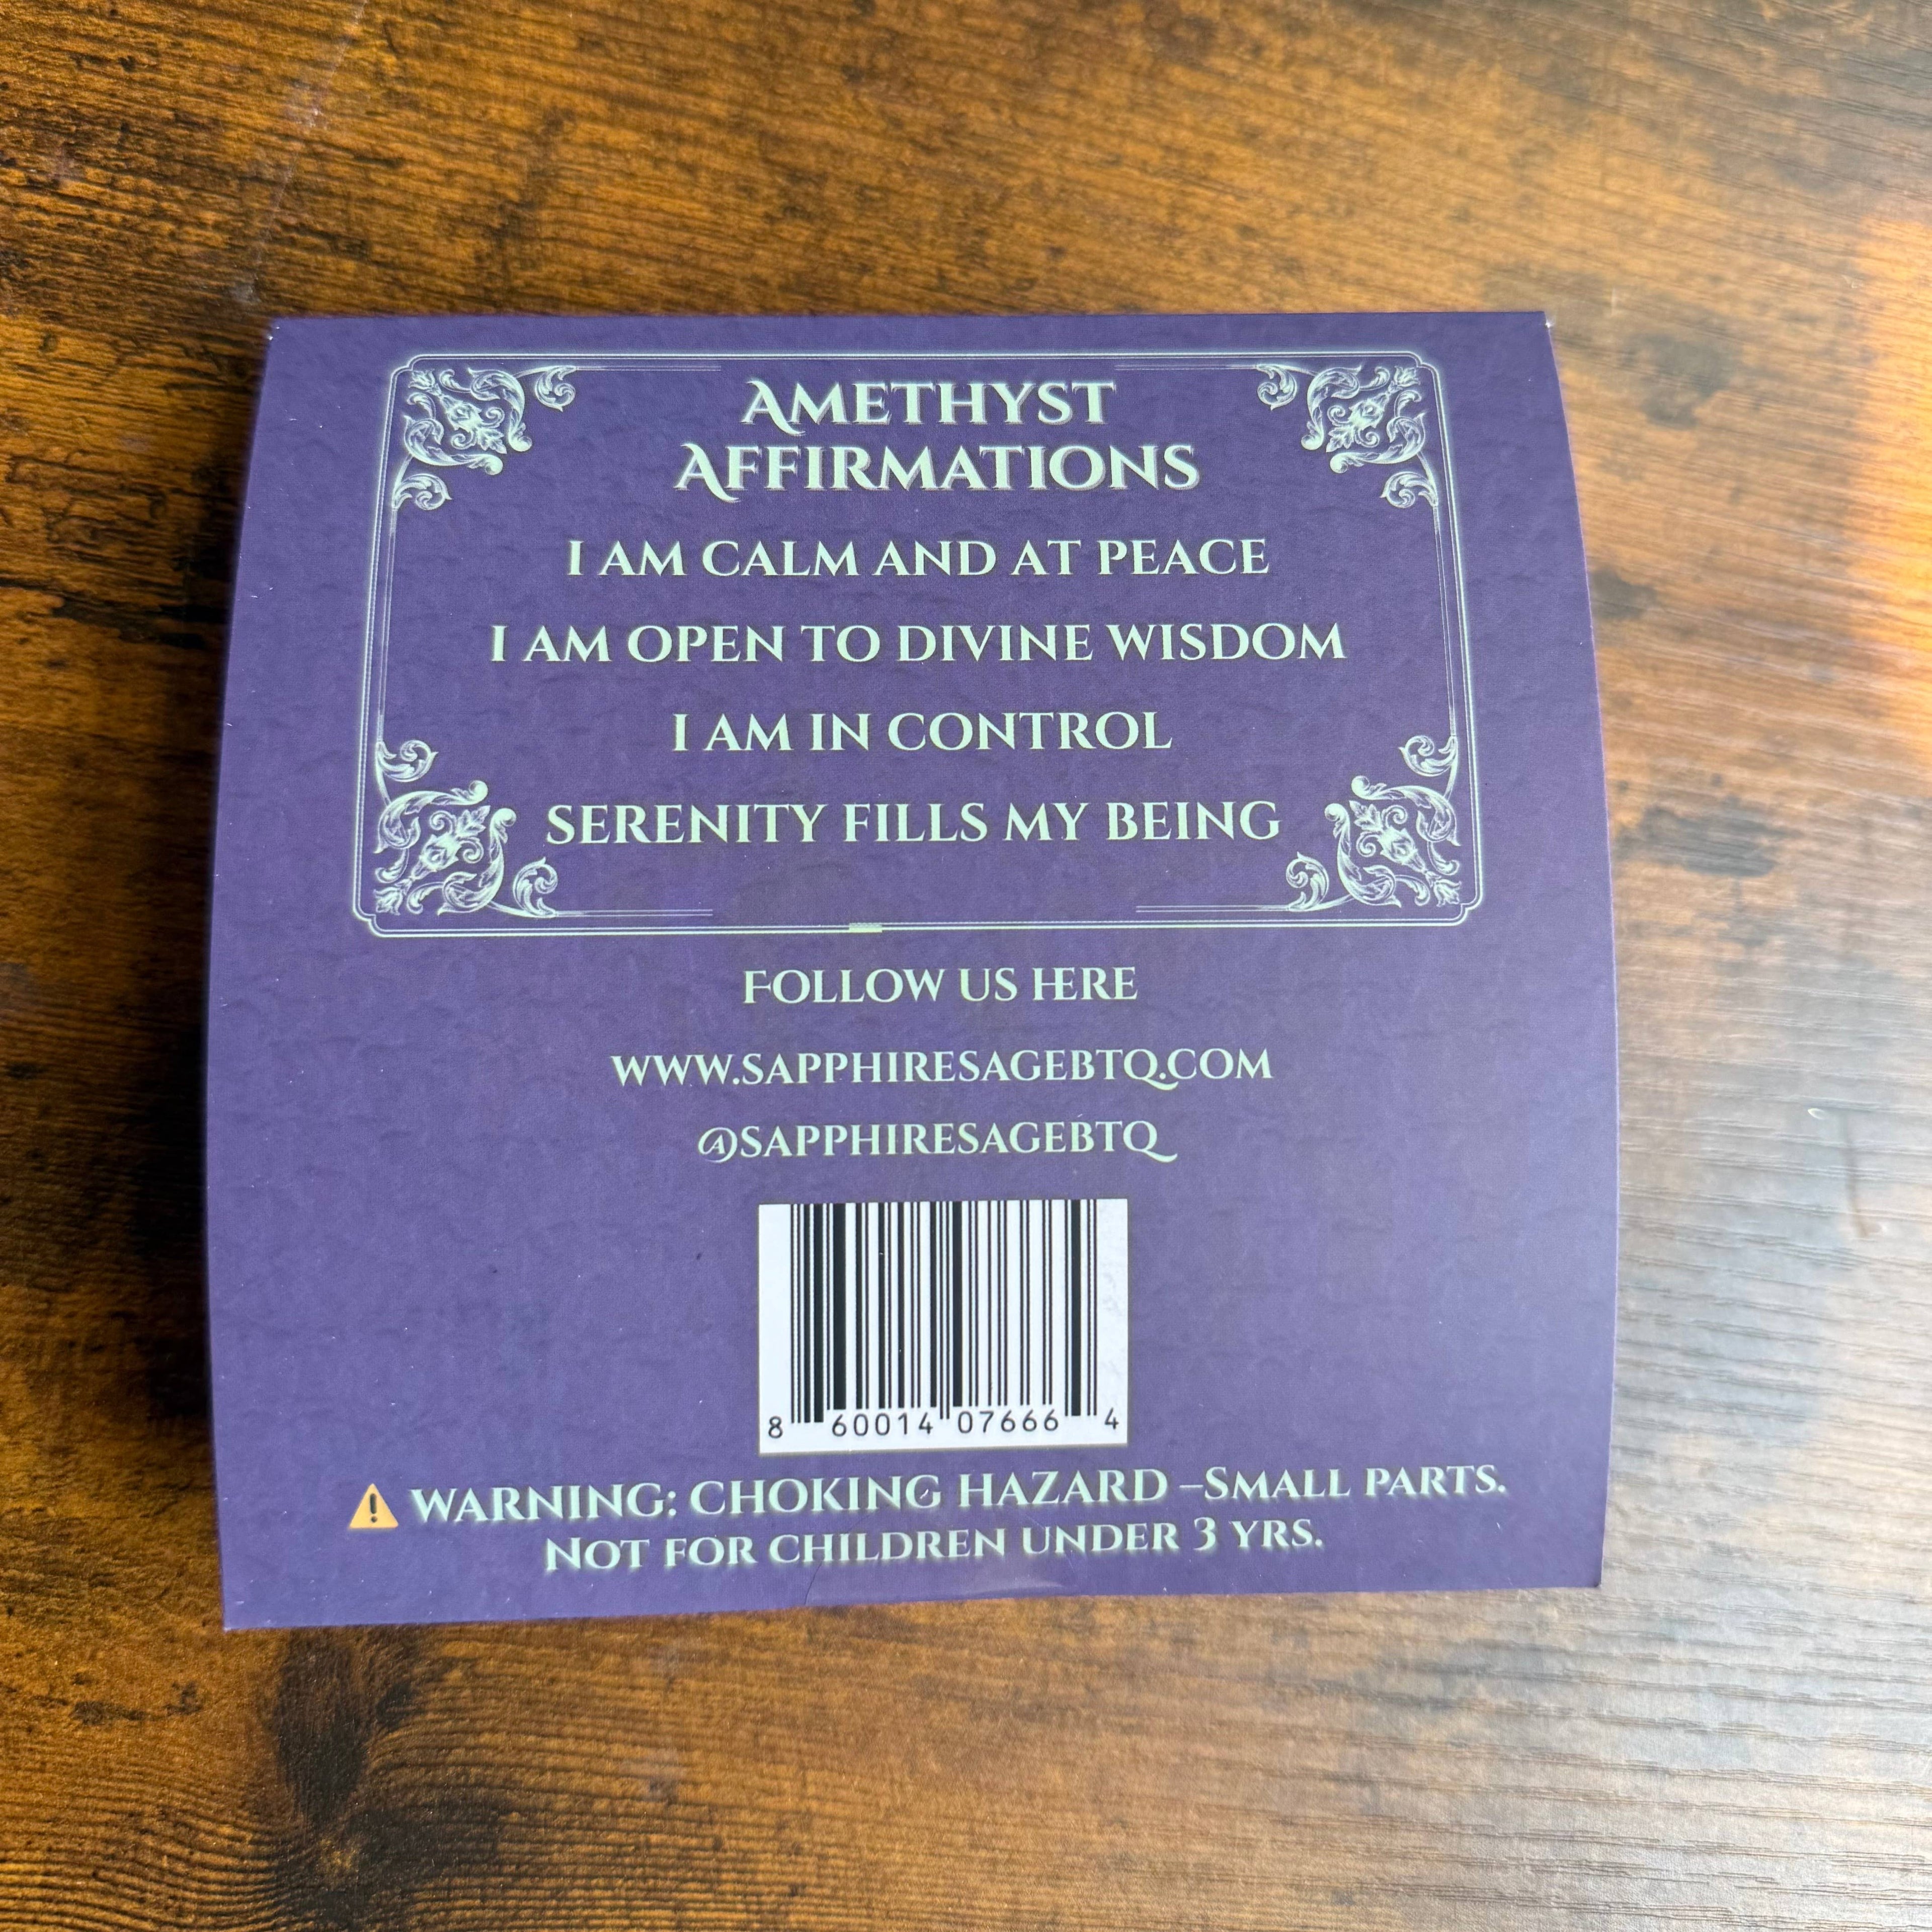 AMETHYST
AFFIRMATIONS
I AM CALM AND AT PEACE
I AM OPEN TO DIVINE WISDOM
I AM IN CONTROL
SERENITY FILLS MY BEING
FOLLOW US HERE
WWW.SAPPHIRESAGEBTQ.COM
@SAPPHIRESAGEBTQ
8 60014 07666 4
⚠ WARNING: CHOKING HAZARD –SMALL PARTS.
NOT FOR CHILDREN UNDER 3 YRS.